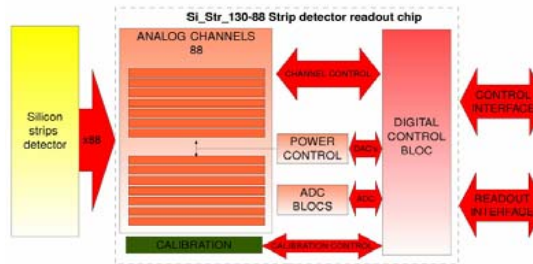 Si_Str_130-88 Strip detector readout chip
ANALOG CHANNELS
88
Silicon
strips
detector
x88
CHANNEL CONTROL
DIGITAL
CONTROL
BLOC
CONTROL
INTERFACE
POWER
CONTROL
DAC's
ADC
BLOCS
ADC
READOUT
INTERFACE
CALIBRATION
CALIBRATION CONTROL